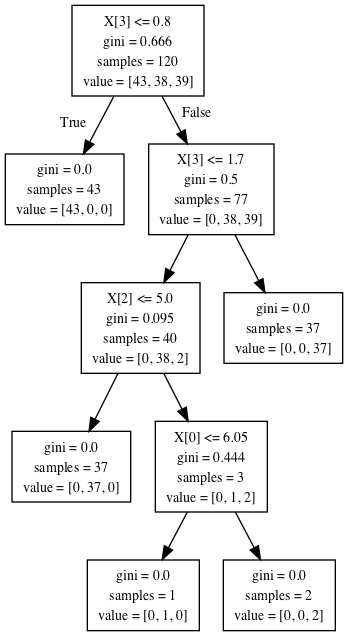 X[3] <= 0.8
gini = 0.666
samples = 120
value = [43, 38, 39]
True
False
gini = 0.0
samples = 43
value = [43, 0, 0]
X[3] <= 1.7
gini = 0.5
samples = 77
value = [0, 38, 39]
X[2] <= 5.0
gini = 0.095
samples = 40
value = [0, 38, 2]
gini = 0.0
samples = 37
value = [0, 0, 37]
gini = 0.0
samples = 37
value = [0, 37, 0]
X[0] <= 6.05
gini = 0.444
samples = 3
value = [0, 1, 2]
gini = 0.0
samples = 1
value = [0, 1, 0]
gini = 0.0
samples = 2
value = [0, 0, 2]